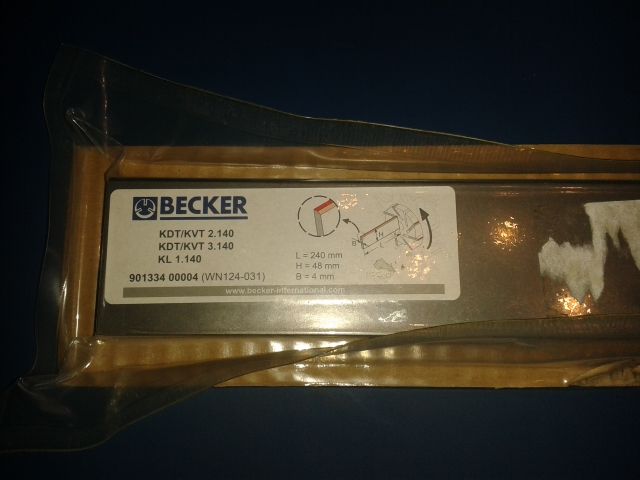 BECKER
KDT/KVT 2.140
KDT/KVT 3.140
KL 1.140
901334 00004 (WN124-031)
B
H
L = 240 mm
H = 48 mm
B = 4 mm
www.becker-international.com